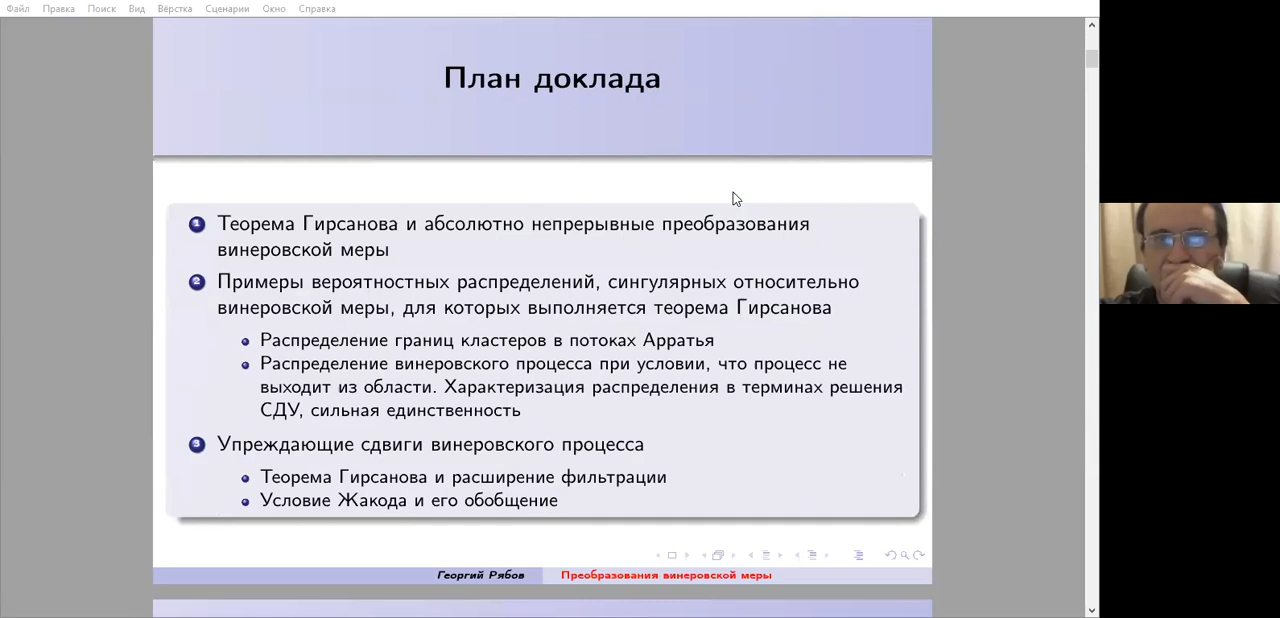 Файл Правка Поиск Вид Вёрстка Сценарии Окно Справка
План доклада
1 Теорема Гирсанова и абсолютно непрерывные преобразования
винеровской меры
2 Примеры вероятностных распределений, сингулярных относительно
винеровской меры, для которых выполняется теорема Гирсанова
Распределение границ кластеров в потоках Арратья
Распределение винеровского процесса при условии, что процесс не
выходит из области. Характеризация распределения в терминах решения
СДУ, сильная единственность
3 Упреждающие сдвиги винеровского процесса
Теорема Гирсанова и расширение фильтрации
Условие Жакода и его обобщение
Георгий Рябов Преобразования винеровской меры